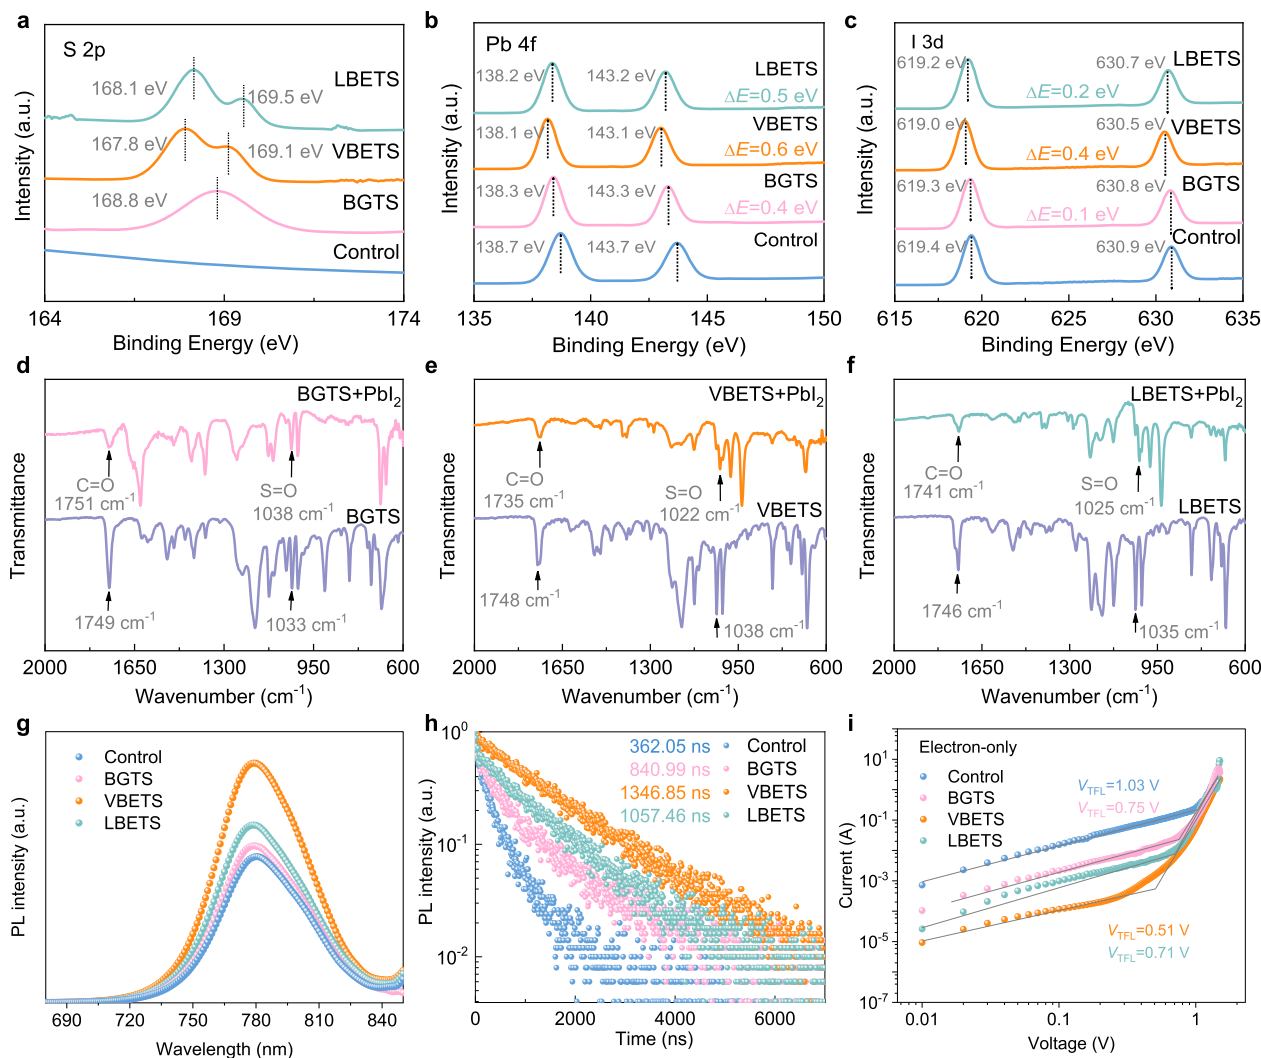 a
S 2p
168.1 eV
169.5 eV
LBETS
167.8 eV
169.1 eV
VBETS
168.8 eV
BGTS
Control
Intensity (a.u.)
164 169 174
Binding Energy (eV)
b
Pb 4f
LBETS
138.2 eV 143.2 eV
ΔE=0.5 eV
VBETS
138.1 eV 143.1 eV
ΔE=0.6 eV
BGTS
138.3 eV 143.3 eV
ΔE=0.4 eV
Control
138.7 eV 143.7 eV
Intensity (a.u.)
135 140 145 150
Binding Energy (eV)
c
I 3d
619.2 eV 630.7 eV
LBETS
ΔE=0.2 eV
619.0 eV 630.5 eV
VBETS
ΔE=0.4 eV
619.3 eV 630.8 eV
BGTS
ΔE=0.1 eV
Control
619.4 eV 630.9 eV
Intensity (a.u.)
615 620 625 630 635
Binding Energy (eV)
d
BGTS+PbI₂
C=O
1751 cm⁻¹
S=O
1038 cm⁻¹
BGTS
1749 cm⁻¹
1033 cm⁻¹
Transmittance
2000 1650 1300 950 600
Wavenumber (cm⁻¹)
e
VBETS+PbI₂
C=O
1735 cm⁻¹
S=O
1022 cm⁻¹
VBETS
1748 cm⁻¹
1038 cm⁻¹
Transmittance
2000 1650 1300 950 600
Wavenumber (cm⁻¹)
f
LBETS+PbI₂
C=O
1741 cm⁻¹
S=O
1025 cm⁻¹
LBETS
1746 cm⁻¹
1035 cm⁻¹
Transmittance
2000 1650 1300 950 600
Wavenumber (cm⁻¹)
g
Control
BGTS
VBETS
LBETS
PL intensity (a.u.)
690 720 750 780 810 840
Wavelength (nm)
h
10⁰
10⁻¹
10⁻²
362.05 ns Control
840.99 ns BGTS
1346.85 ns VBETS
1057.46 ns LBETS
PL intensity (a.u.)
0 2000 4000 6000
Time (ns)
i
Electron-only
Control
BGTS
VBETS
LBETS
V_TFL=1.03 V
V_TFL=0.75 V
V_TFL=0.51 V
V_TFL=0.71 V
10¹
10⁻¹
10⁻³
10⁻⁵
10⁻⁷
Current (A)
0.01 0.1 1
Voltage (V)